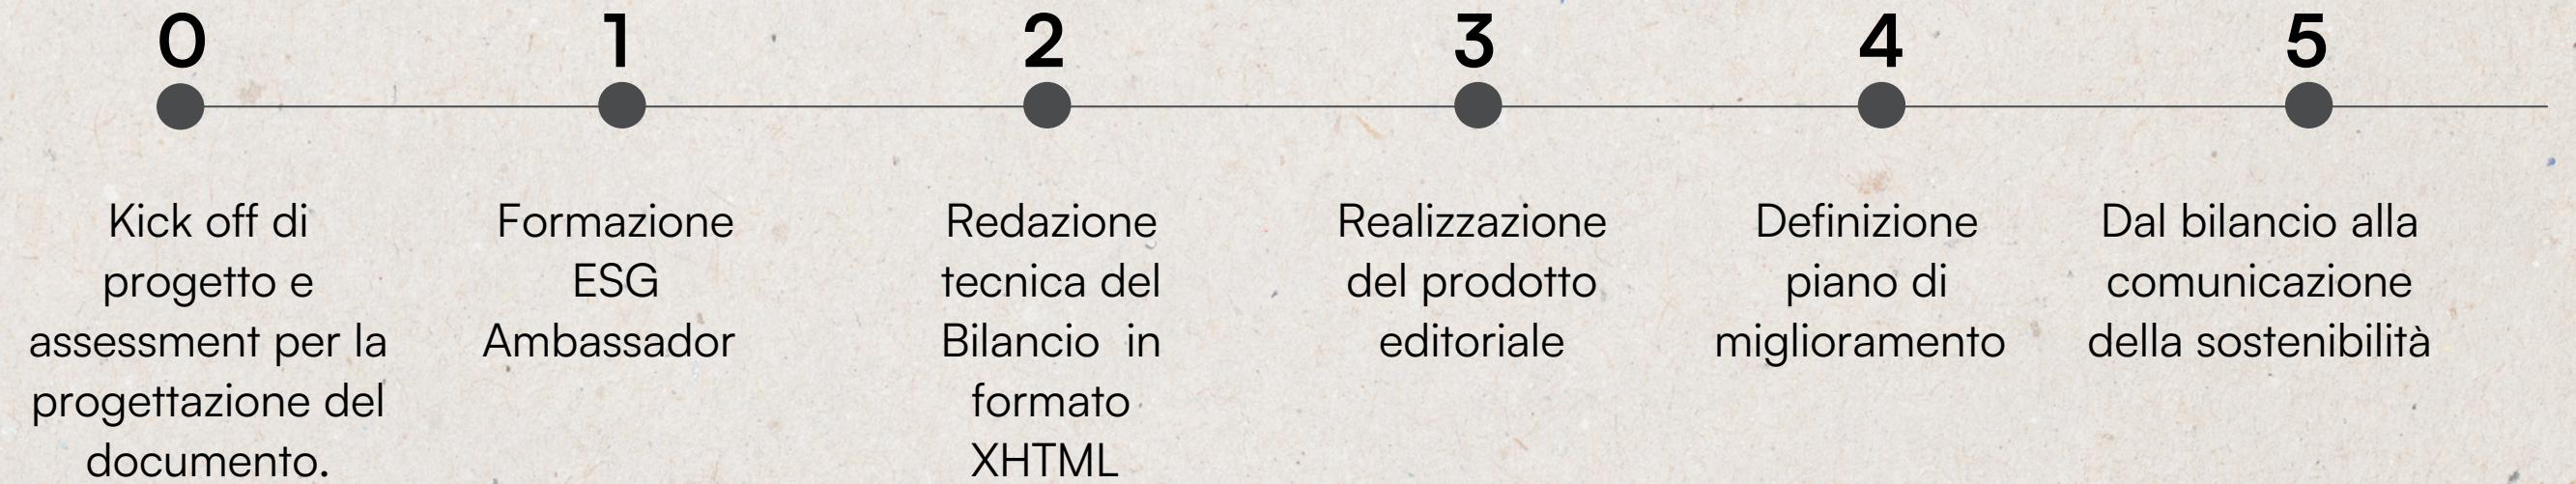 0
Kick off di
progetto e
assessment per la
progettazione del
documento.
1
Formazione
ESG
Ambassador
2
Redazione
tecnica del
Bilancio  in
formato
XHTML
3
Realizzazione
del prodotto
editoriale
4
Definizione
piano di
miglioramento
5
Dal bilancio alla
comunicazione
della sostenibilità